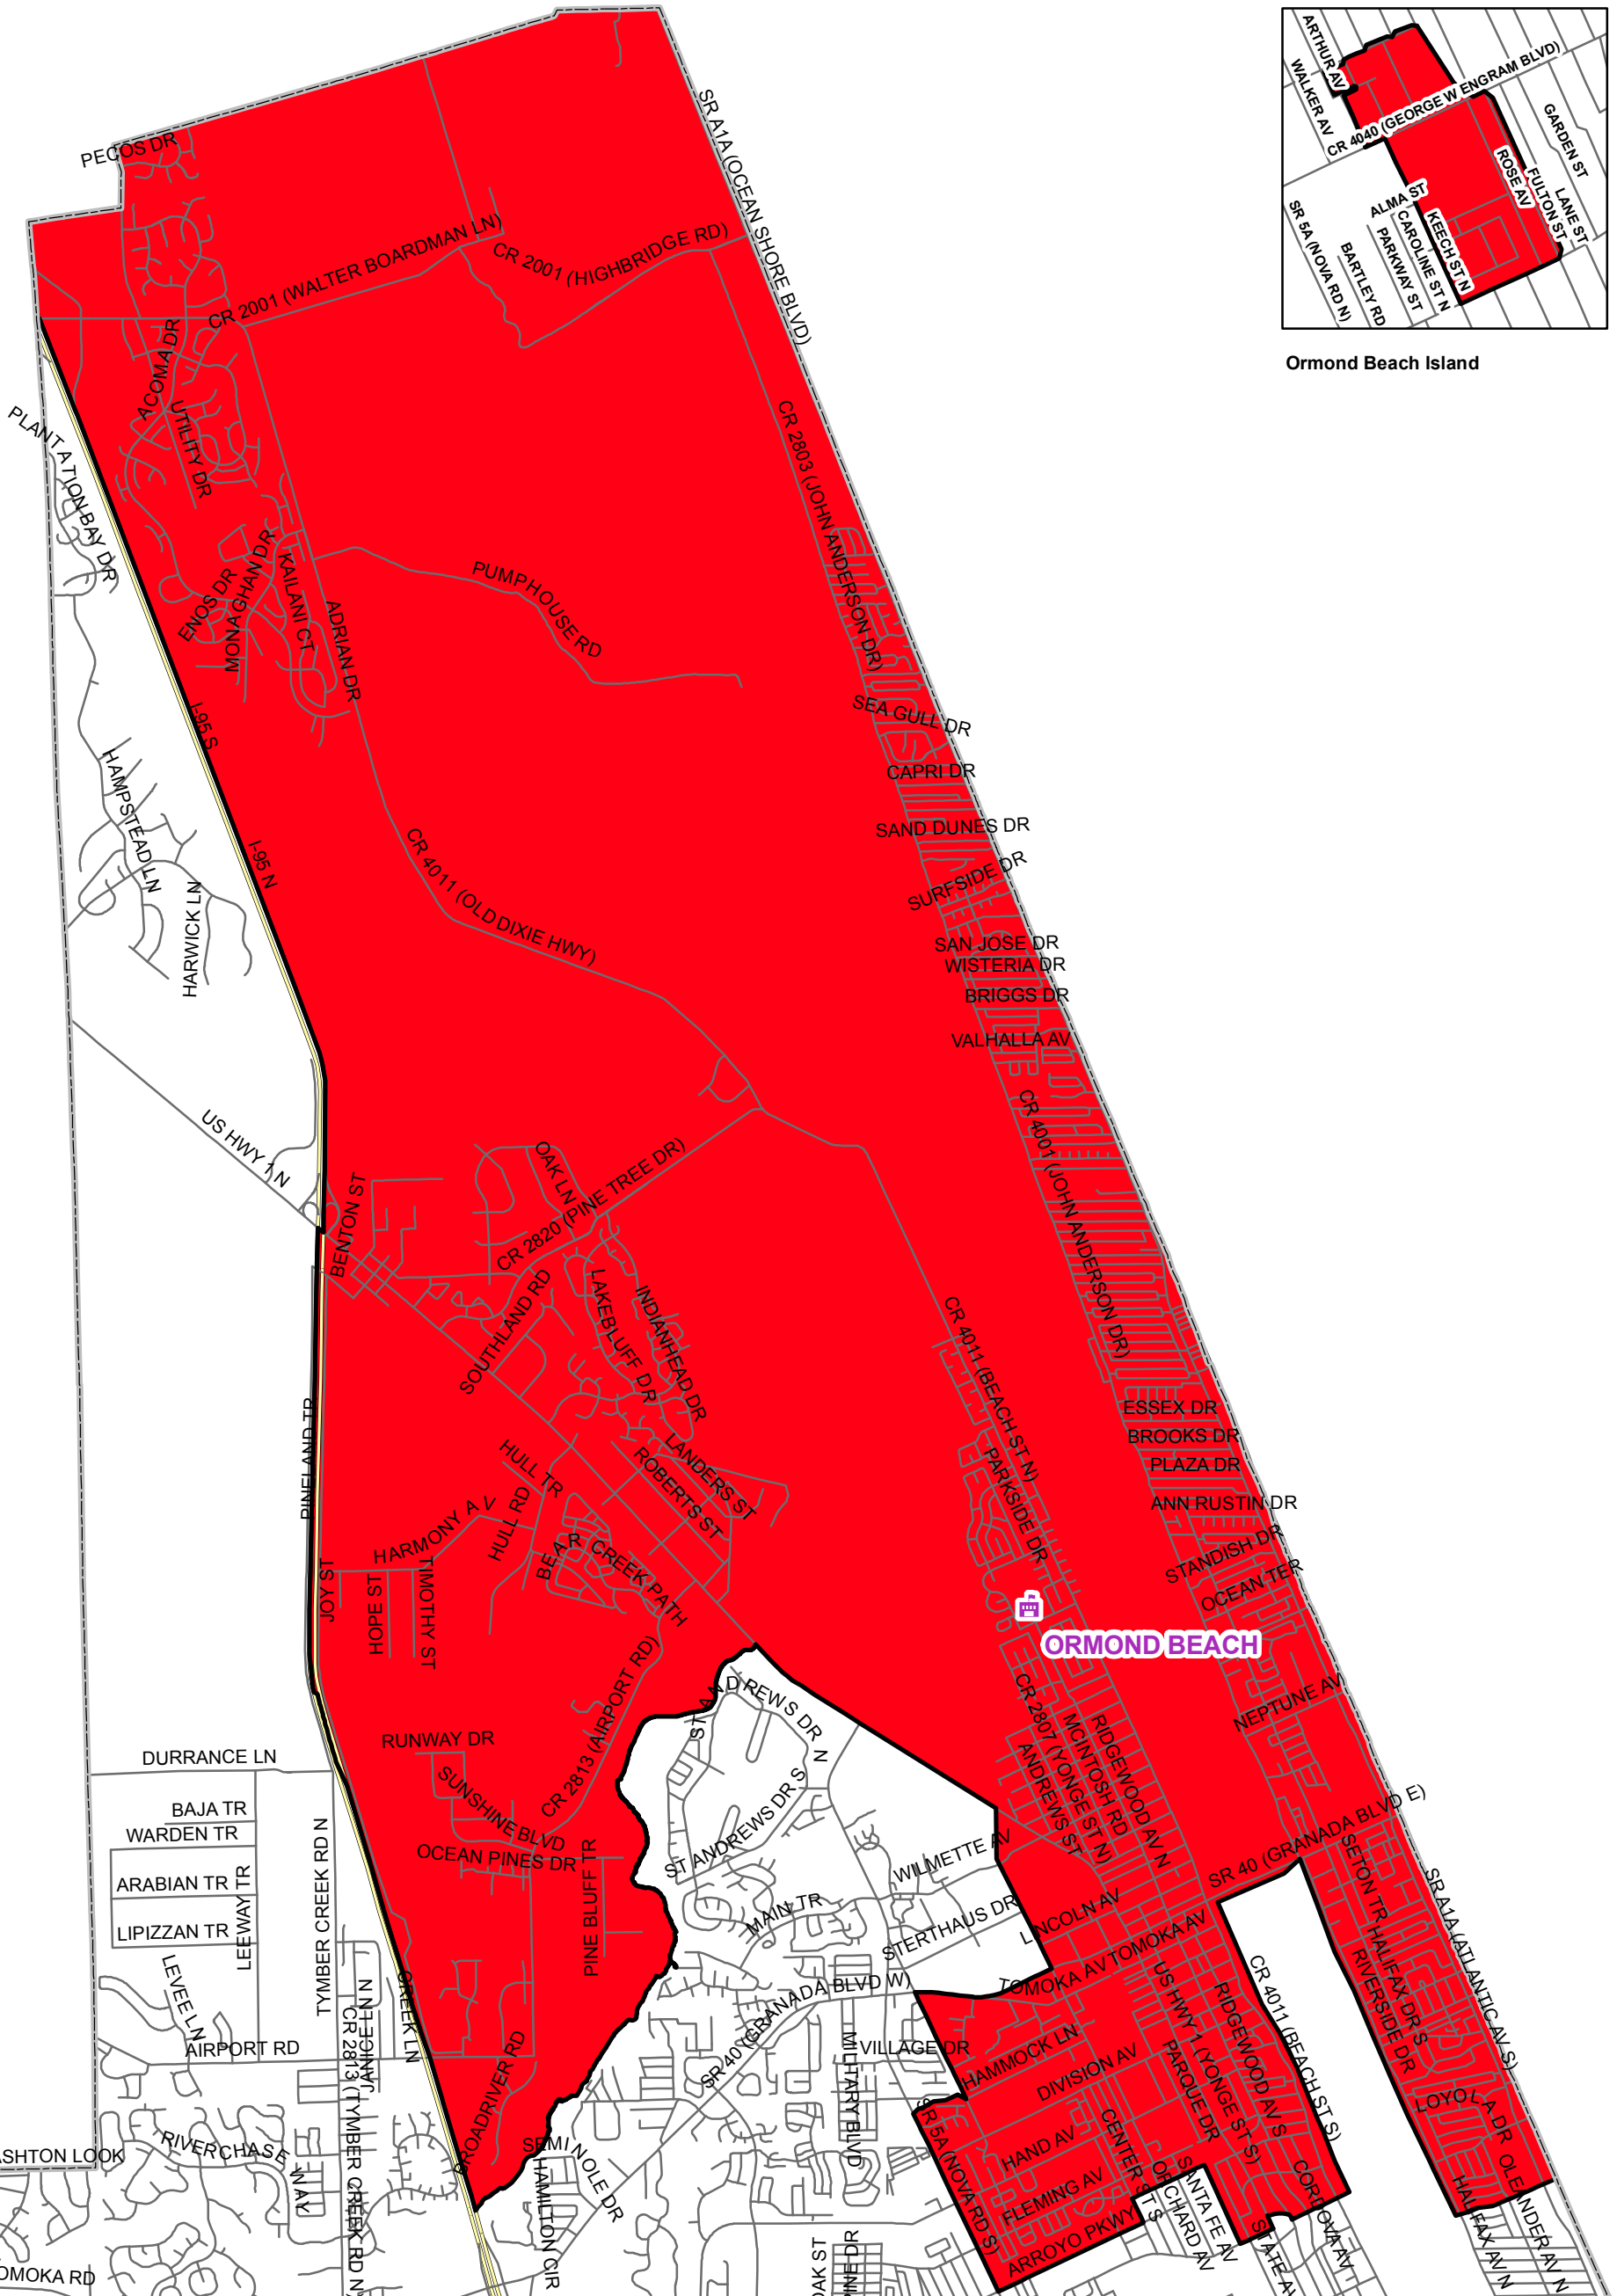 PECOS DR
SR A1A (OCEAN SHORE BLVD)
ARTHUR AV
WALKER AV
CR 4040 (GEORGE W ENGRAM BLVD)
GARDEN ST
ROSE AV
FULTON ST
LANE ST
ALMA ST
KEECH ST N
CAROLINE ST N
PARKWAY ST
BARTLEY RD
SR 5A (NOVA RD N)
Ormond Beach Island
CR 2001 (WALTER BOARDMAN LN)
CR 2001 (HIGHBRIDGE RD)
ACOMA DR
UTILITY DR
PLANTATION BAY DR
CR 2803 (JOHN ANDERSON DR)
ENOS DR
MONAGHAN DR
KAILANI CT
ADRIAN DR
PUMPHOUSE RD
I-95 S
SEA GULL DR
CAPRI DR
HAMPSTEAD LN
I-95 N
SAND DUNES DR
SURFSIDE DR
CR 4011 (OLD DIXIE HWY)
HARWICK LN
SAN JOSE DR
WISTERIA DR
BRIGGS DR
VALHALLA AV
US HWY 1 N
BENTON ST
OAK LN
CR 2820 (PINE TREE DR)
CR 4001 (JOHN ANDERSON DR)
SOUTHLAND RD
LAKEBLUFF DR
INDIANHEAD DR
CR 4011 (BEACH ST N)
PINELAND TR
ESSEX DR
BROOKS DR
PLAZA DR
ANN RUSTIN DR
HULL TR
LANDERS ST
ROBERTS ST
PARKSIDE DR
HARMONY AV
HULL RD
BEAR CREEK PATH
STANDISH DR
OCEAN TER
JOY ST
HOPE ST
TIMOTHY ST
ORMOND BEACH
CR 2813 (AIRPORT RD)
ST ANDREWS DR N
CR 2807 (YONGE ST N)
MCINTOSH RD
RIDGEWOOD AV N
ANDREWS ST
NEPTUNE AV
RUNWAY DR
DURRANCE LN
SUNSHINE BLVD
OCEAN PINES DR
ST ANDREWS DR S
BAJA TR
WARDEN TR
ARABIAN TR
LIPIZZAN TR
LEEWAY TR
TYMBER CREEK RD N
PINE BLUFF TR
WILMETTE AV
SR 40 (GRANADA BLVD E)
MAIN TR
STERTHAUS DR
LINCOLN AV
TOMOKA AV
TOMOKA AV
SETON TR
HALIFAX DR S
RIVERSIDE DR
SR A1A (ATLANTIC AV S)
LEVEE LN
AIRPORT RD
JANICE LN N
CR 2813 (TYMBER CREEK RD N)
CREEK LN
BROADRIVER RD
SR 40 (GRANADA BLVD W)
MILITARY BLVD
VILLAGE DR
HAMMOCK LN
DIVISION AV
US HWY 1 (YONGE ST S)
RIDGEWOOD AV S
PARQUE DR
CR 4011 (BEACH ST S)
LOYOLA DR
SR 5A (NOVA RD S)
HAND AV
CENTER ST S
FLEMING AV
ARROYO PKWY
ORCHARD AV
SANTA FE AV
CORDOVA AV
STATE AV
HALIFAX AV N
OLEANDER AV N
ASHTON LOOK
RIVERCHASE WAY
SEMINOLE DR
HAMILTON CIR
OAK ST
PINE DR
OMOKA RD